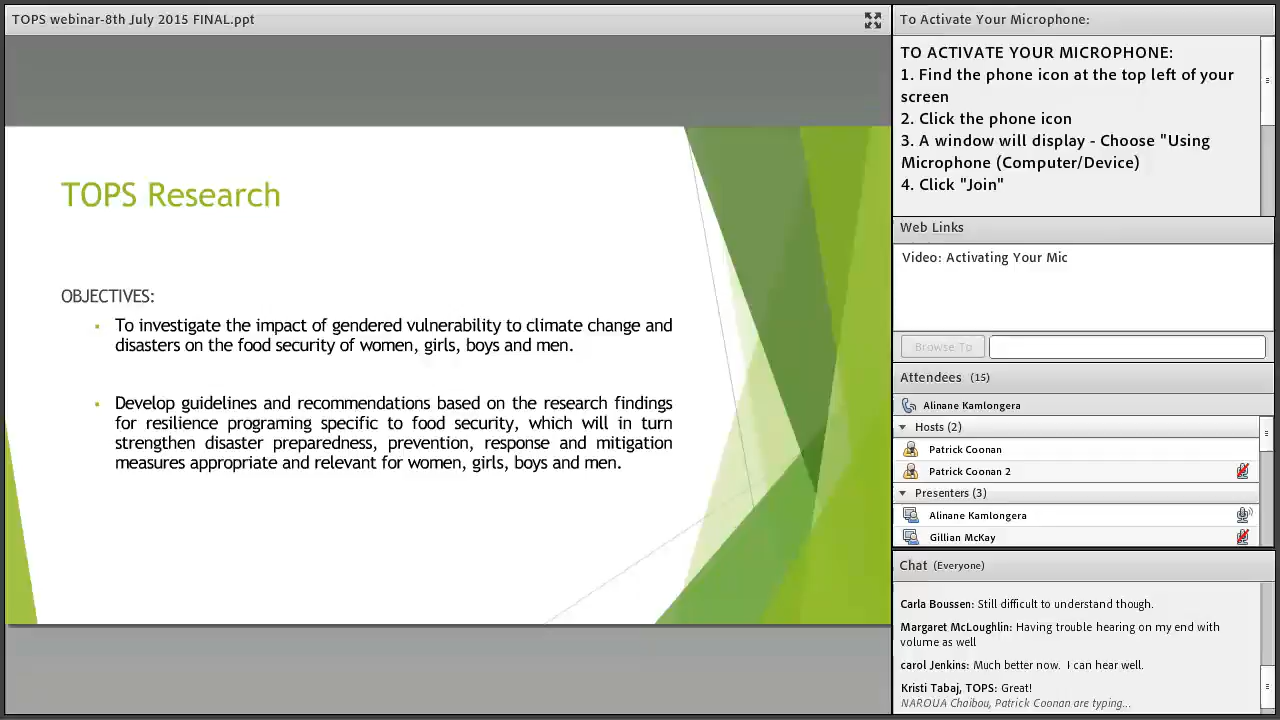 TOPS webinar-8th July 2015 FINAL.ppt
TOPS Research
OBJECTIVES:
To investigate the impact of gendered vulnerability to climate change and
disasters on the food security of women, girls, boys and men.
Develop guidelines and recommendations based on the research findings
for resilience programing specific to food security, which will in turn
strengthen disaster preparedness, prevention, response and mitigation
measures appropriate and relevant for women, girls, boys and men.
To Activate Your Microphone:
TO ACTIVATE YOUR MICROPHONE:
1. Find the phone icon at the top left of your
screen
2. Click the phone icon
3. A window will display - Choose "Using
Microphone (Computer/Device)
4. Click "Join"
Web Links
Video: Activating Your Mic
Browse To
Attendees (15)
Alinane Kamlongera
Hosts (2)
Patrick Coonan
Patrick Coonan 2
Presenters (3)
Alinane Kamlongera
Gillian McKay
Chat (Everyone)
Carla Boussen: Still difficult to understand though.
Margaret McLoughlin: Having trouble hearing on my end with
volume as well
carol Jenkins: Much better now. I can hear well.
Kristi Tabaj, TOPS: Great!
NAROUA Chaibou, Patrick Coonan are typing...